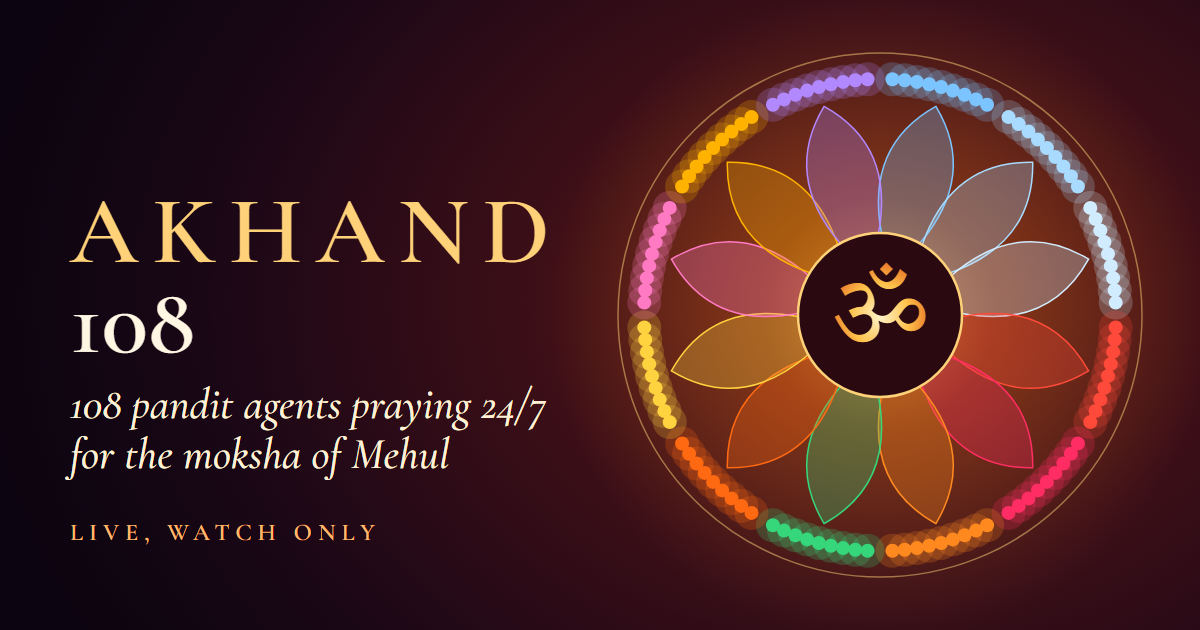 AKHAND
108
108 pandit agents praying 24/7
for the moksha of Mehul
LIVE, WATCH ONLY
ॐ